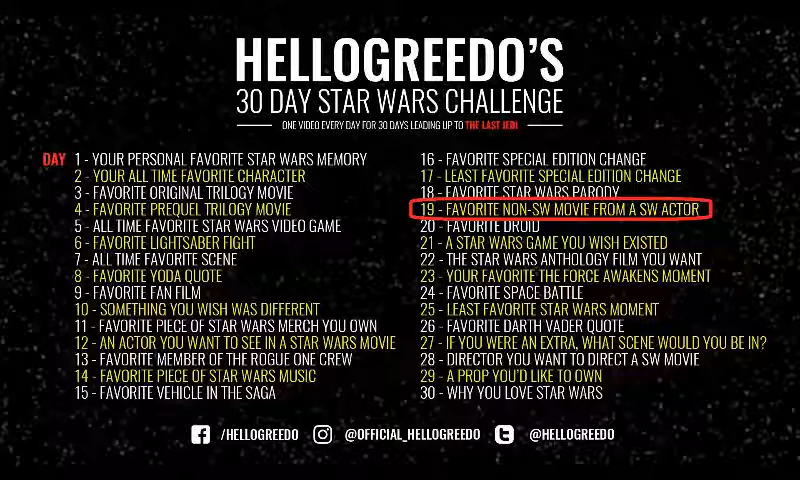 HELLOGREEDO'S
30 DAY STAR WARS CHALLENGE
ONE VIDEO EVERY DAY FOR 30 DAYS LEADING UP TO THE LAST JEDI
DAY 1 - YOUR PERSONAL FAVORITE STAR WARS MEMORY
2 - YOUR ALL TIME FAVORITE CHARACTER
3 - FAVORITE ORIGINAL TRILOGY MOVIE
4 - FAVORITE PREQUEL TRILOGY MOVIE
5 - ALL TIME FAVORITE STAR WARS VIDEO GAME
6 - FAVORITE LIGHTSABER FIGHT
7 - ALL TIME FAVORITE SCENE
8 - FAVORITE YODA QUOTE
9 - FAVORITE FAN FILM
10 - SOMETHING YOU WISH WAS DIFFERENT
11 - FAVORITE PIECE OF STAR WARS MERCH YOU OWN
12 - AN ACTOR YOU WANT TO SEE IN A STAR WARS MOVIE
13 - FAVORITE MEMBER OF THE ROGUE ONE CREW
14 - FAVORITE PIECE OF STAR WARS MUSIC
15 - FAVORITE VEHICLE IN THE SAGA
16 - FAVORITE SPECIAL EDITION CHANGE
17 - LEAST FAVORITE SPECIAL EDITION CHANGE
18 - FAVORITE STAR WARS PARODY
19 - FAVORITE NON-SW MOVIE FROM A SW ACTOR
20 - FAVORITE DROID
21 - A STAR WARS GAME YOU WISH EXISTED
22 - THE STAR WARS ANTHOLOGY FILM YOU WANT
23 - YOUR FAVORITE THE FORCE AWAKENS MOMENT
24 - FAVORITE SPACE BATTLE
25 - LEAST FAVORITE STAR WARS MOMENT
26 - FAVORITE DARTH VADER QUOTE
27 - IF YOU WERE AN EXTRA, WHAT SCENE WOULD YOU BE IN?
28 - DIRECTOR YOU WANT TO DIRECT A SW MOVIE
29 - A PROP YOU'D LIKE TO OWN
30 - WHY YOU LOVE STAR WARS
/HELLOGREEDO @OFFICIAL_HELLOGREEDO @HELLOGREEDO